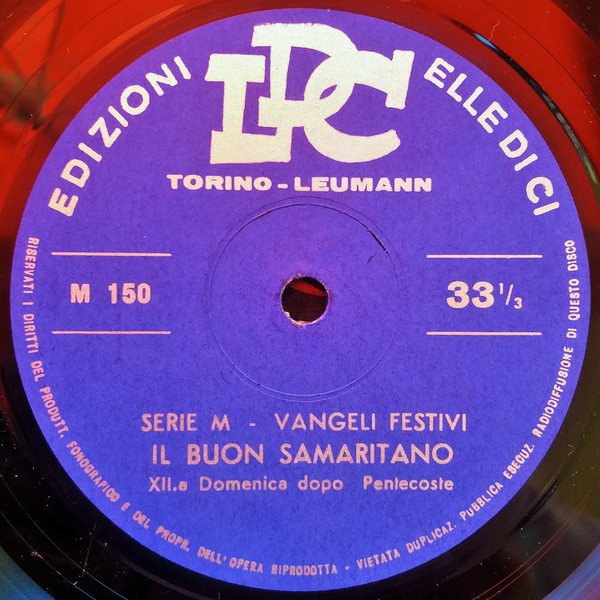 EDIZIONI ELLE DI CI
LDC
TORINO - LEUMANN
M 150
33 1/3
SERIE M - VANGELI FESTIVI
IL BUON SAMARITANO
XII.a Domenica dopo Pentecoste
RISERVATI I DIRITTI DEL PRODUTT. FONOGRAFICO E DEL PROPR. DELL'OPERA RIPRODOTTA - VIETATA DUPLICAZ. PUBBLICA ESECUZ. RADIODIFFUSIONE DI QUESTO DISCO